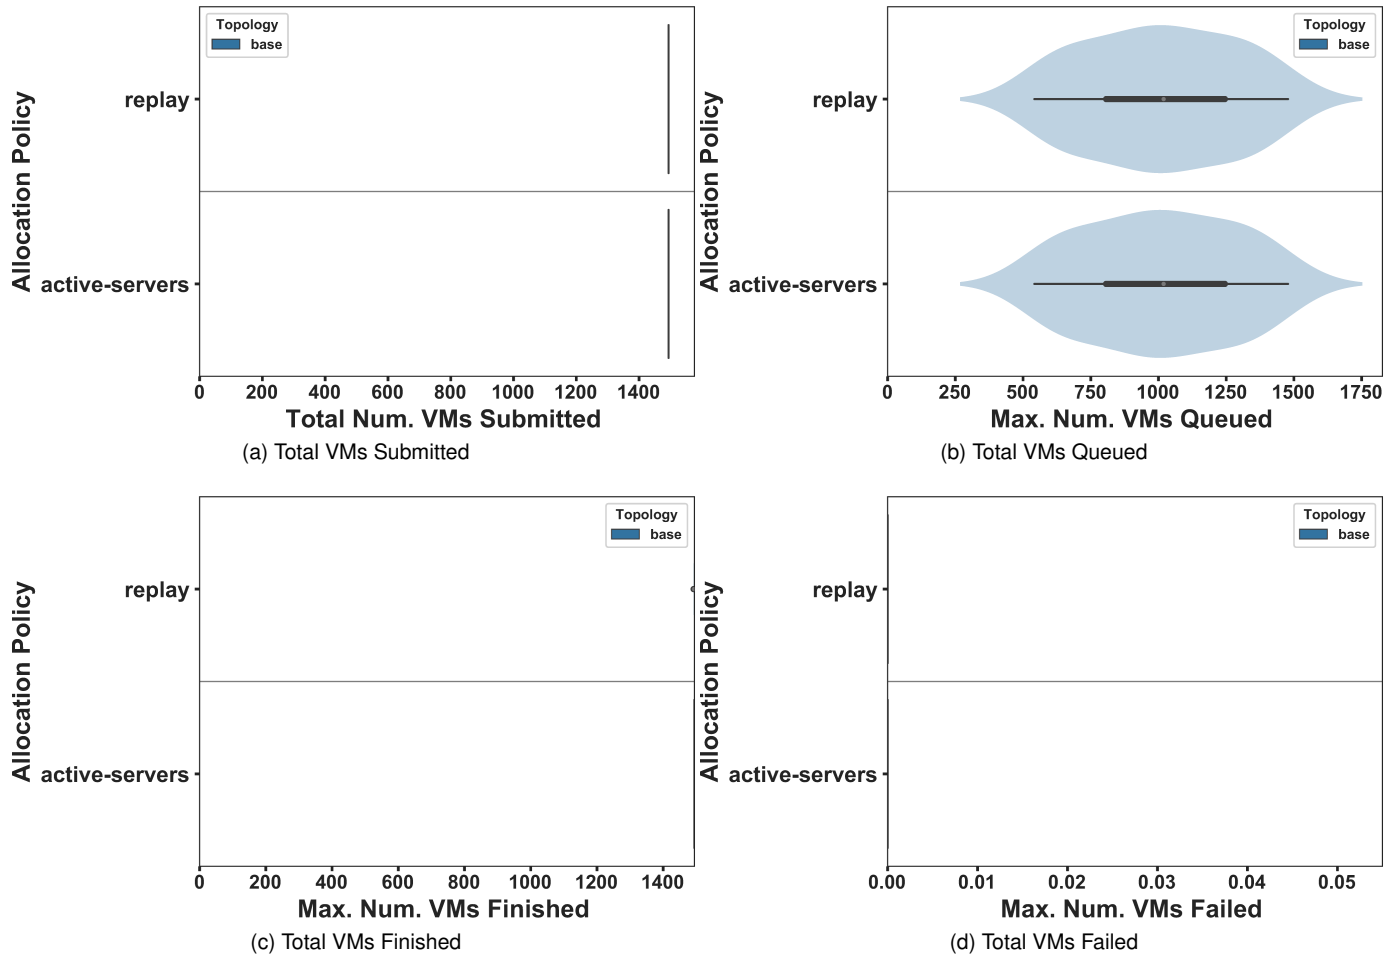 Topology
base
Allocation Policy
replay
active-servers
0 200 400 600 800 1000 1200 1400
Total Num. VMs Submitted
(a) Total VMs Submitted
Topology
base
Allocation Policy
replay
active-servers
0 250 500 750 1000 1250 1500 1750
Max. Num. VMs Queued
(b) Total VMs Queued
Topology
base
Allocation Policy
replay
active-servers
0 200 400 600 800 1000 1200 1400
Max. Num. VMs Finished
(c) Total VMs Finished
Topology
base
Allocation Policy
replay
active-servers
0.00 0.01 0.02 0.03 0.04 0.05
Max. Num. VMs Failed
(d) Total VMs Failed